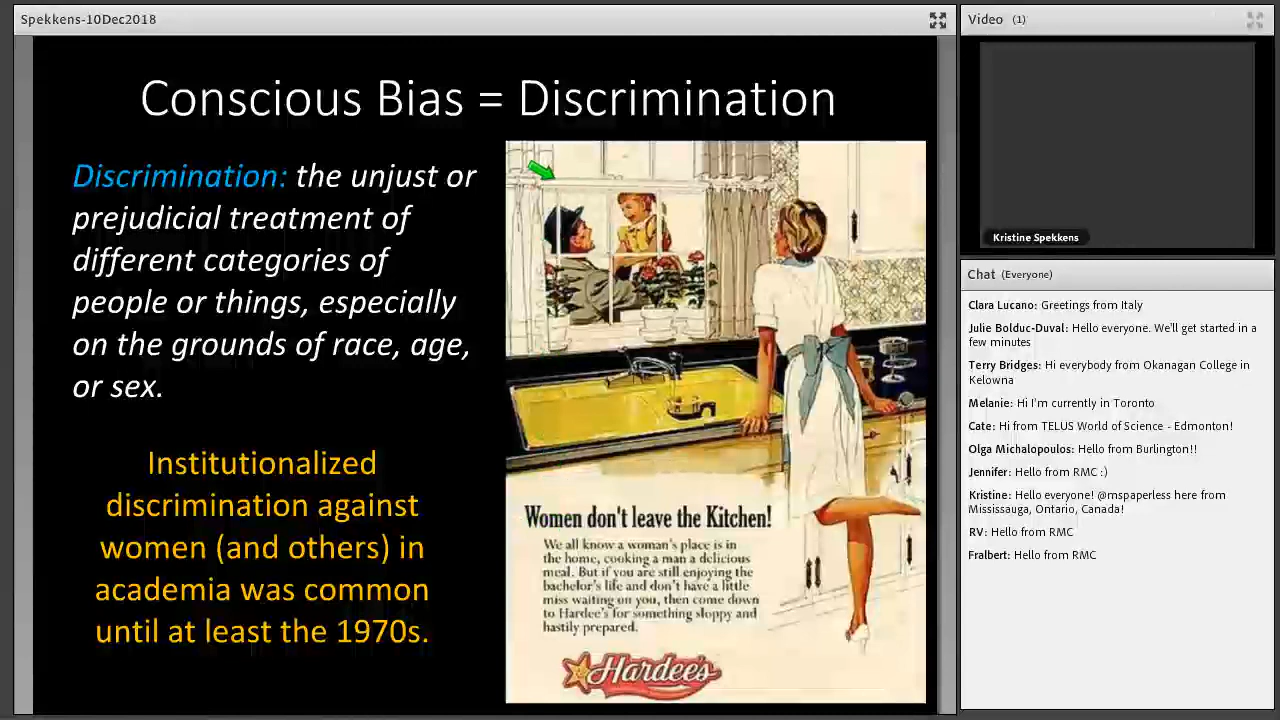 Spekkens-10Dec2018
Conscious Bias = Discrimination
Discrimination: the unjust or
prejudicial treatment of
different categories of
people or things, especially
on the grounds of race, age,
or sex.
Institutionalized
discrimination against
women (and others) in
academia was common
until at least the 1970s.
Women don't leave the Kitchen!
We all know a woman's place is in
the home, cooking a man a delicious
meal. But if you are still enjoying the
bachelor's life and don't have a little
miss waiting on you, then come down
to Hardee's for something sloppy and
hastily prepared.
Hardee's
Video (1)
Kristine Spekkens
Chat (Everyone)
Clara Lucano: Greetings from Italy
Julie Bolduc-Duval: Hello everyone. We'll get started in a
few minutes
Terry Bridges: Hi everybody from Okanagan College in
Kelowna
Melanie: Hi I'm currently in Toronto
Cate: Hi from TELUS World of Science - Edmonton!
Olga Michalopoulos: Hello from Burlington!!
Jennifer: Hello from RMC :)
Kristine: Hello everyone! @mspaperless here from
Mississauga, Ontario, Canada!
RV: Hello from RMC
Fralbert: Hello from RMC